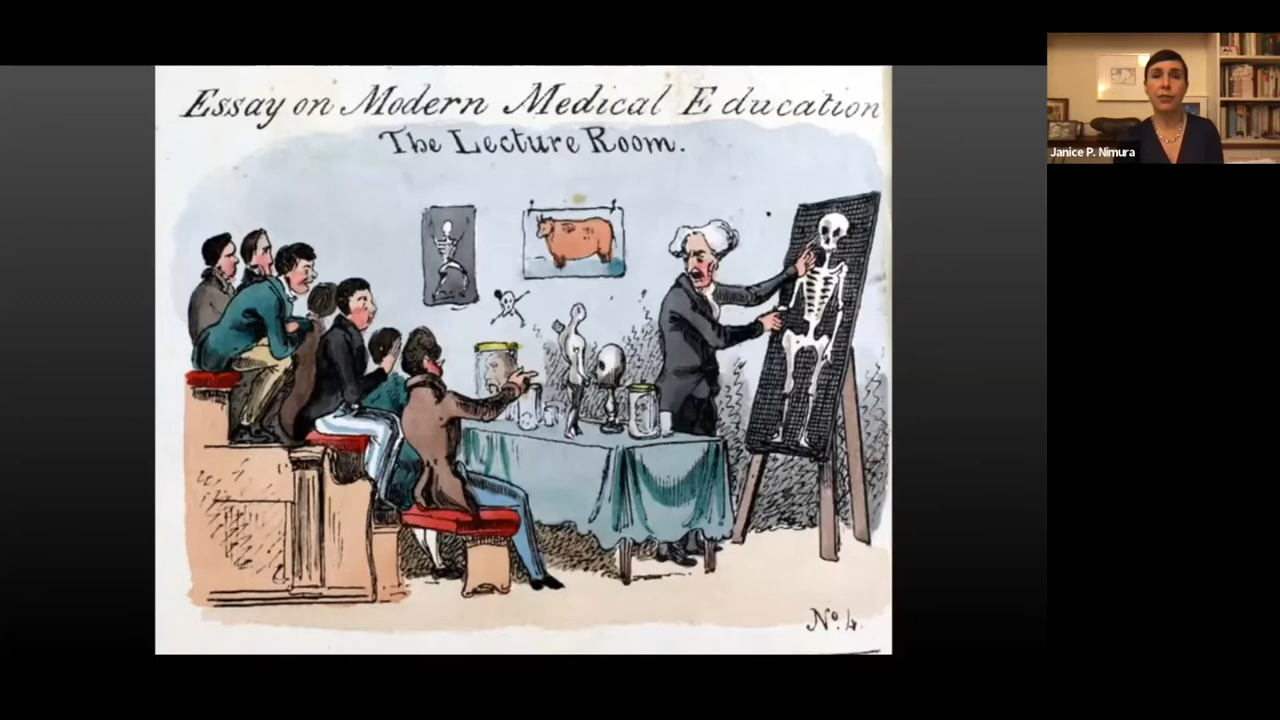 Essay on Modern Medical Education
The Lecture Room.
No. 4.
Janice P. Nimura